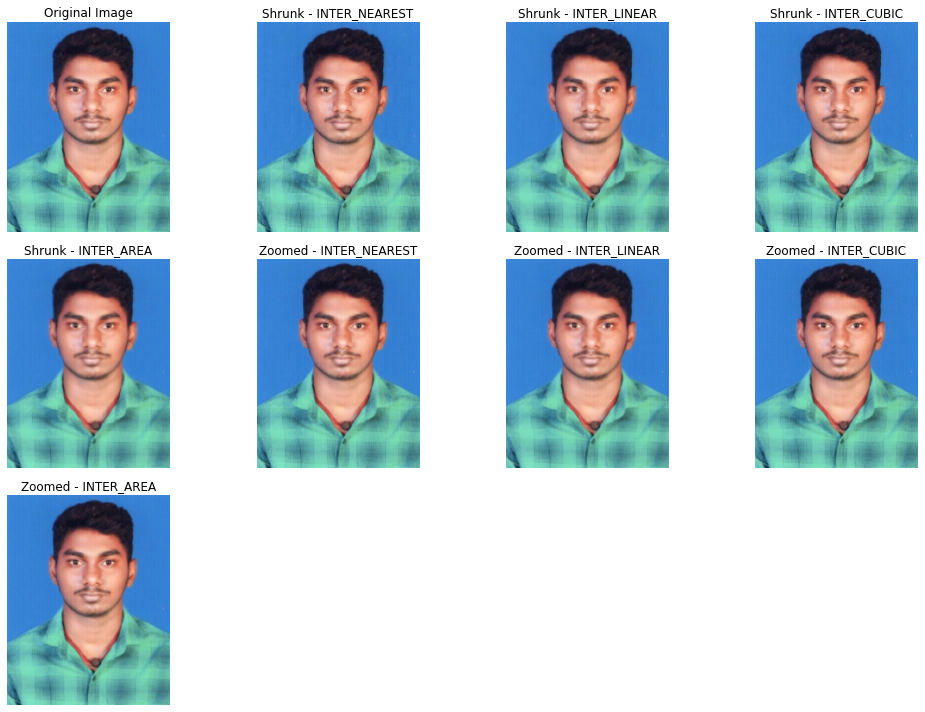 Original Image
Shrunk - INTER_NEAREST
Shrunk - INTER_LINEAR
Shrunk - INTER_CUBIC
Shrunk - INTER_AREA
Zoomed - INTER_NEAREST
Zoomed - INTER_LINEAR
Zoomed - INTER_CUBIC
Zoomed - INTER_AREA